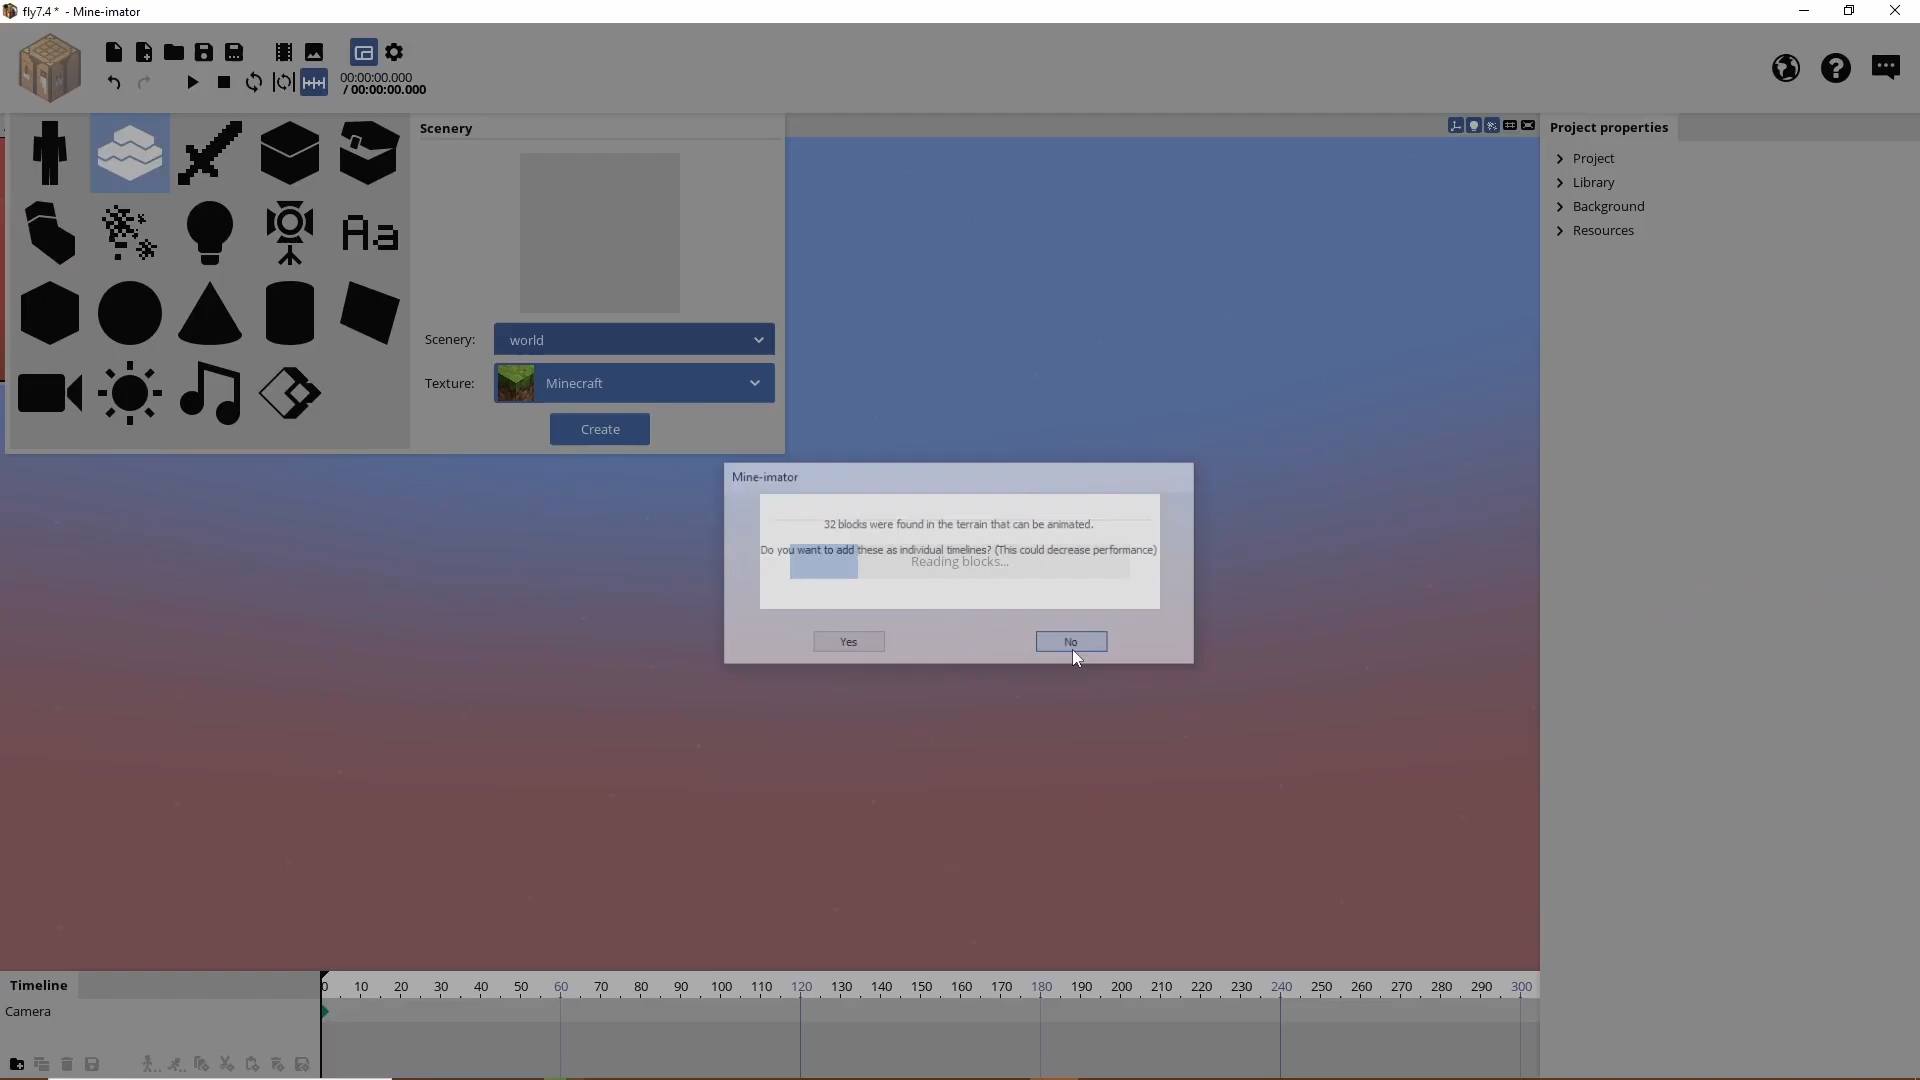 fly7.4 * - Mine-imator
00:00:00.000
/ 00:00:00.000
Scenery
Aa
Scenery: world
Texture: Minecraft
Create
Project properties
Project
Library
Background
Resources
Mine-imator
32 blocks were found in the terrain that can be animated.
Do you want to add these as individual timelines? (This could decrease performance)
Reading blocks...
Yes No
Timeline
0 10 20 30 40 50 60 70 80 90 100 110 120 130 140 150 160 170 180 190 200 210 220 230 240 250 260 270 280 290 300
Camera